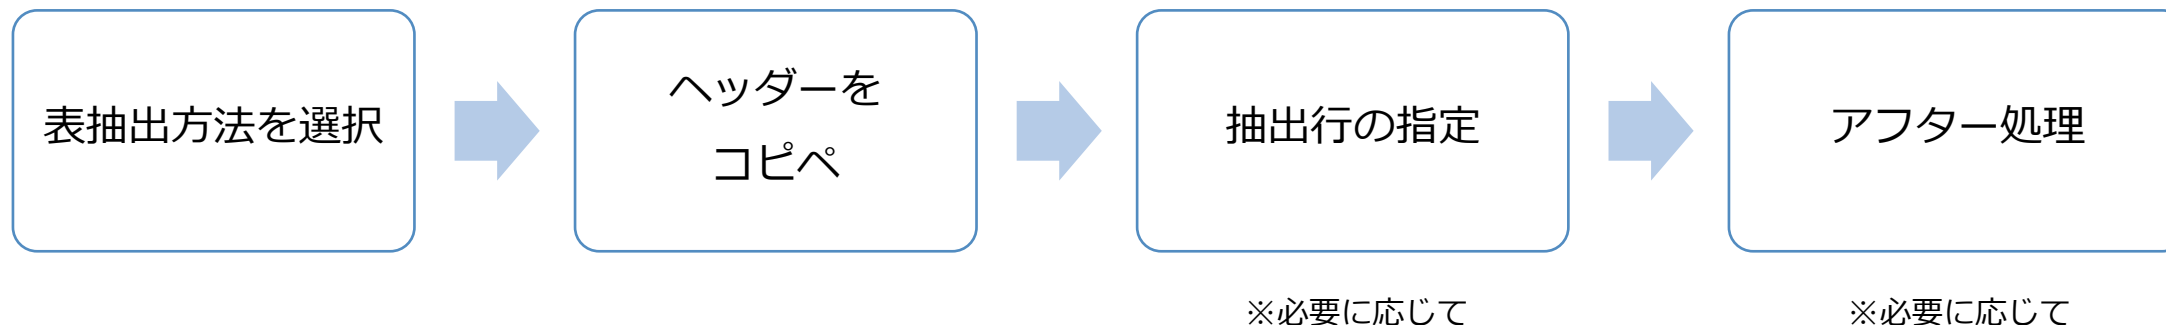 表抽出方法を選択
ヘッダーを
コピペ
抽出行の指定
アフター処理
※必要に応じて
※必要に応じて